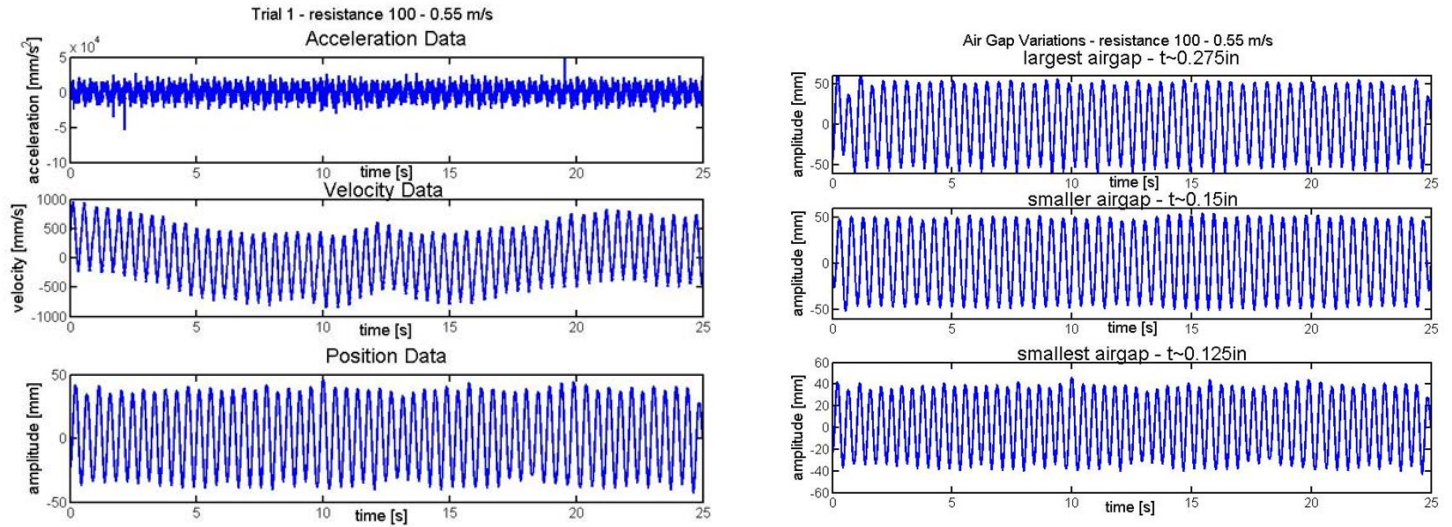 Trial 1 - resistance 100 - 0.55 m/s
Acceleration Data
x 10^4
acceleration [mm/s²]
5
0
-5
-10
0 5 10 15 20 25
time [s]
Velocity Data
velocity [mm/s]
1000
500
0
-500
-1000
0 5 10 15 20 25
time [s]
Position Data
amplitude [mm]
50
0
-50
0 5 10 15 20 25
time [s]
Air Gap Variations - resistance 100 - 0.55 m/s
largest airgap - t~0.275in
amplitude [mm]
50
0
-50
0 5 10 15 20 25
time [s]
smaller airgap - t~0.15in
amplitude [mm]
50
0
-50
0 5 10 15 20 25
time [s]
smallest airgap - t~0.125in
amplitude [mm]
60
40
20
0
-20
-40
-60
0 5 10 15 20 25
time [s]